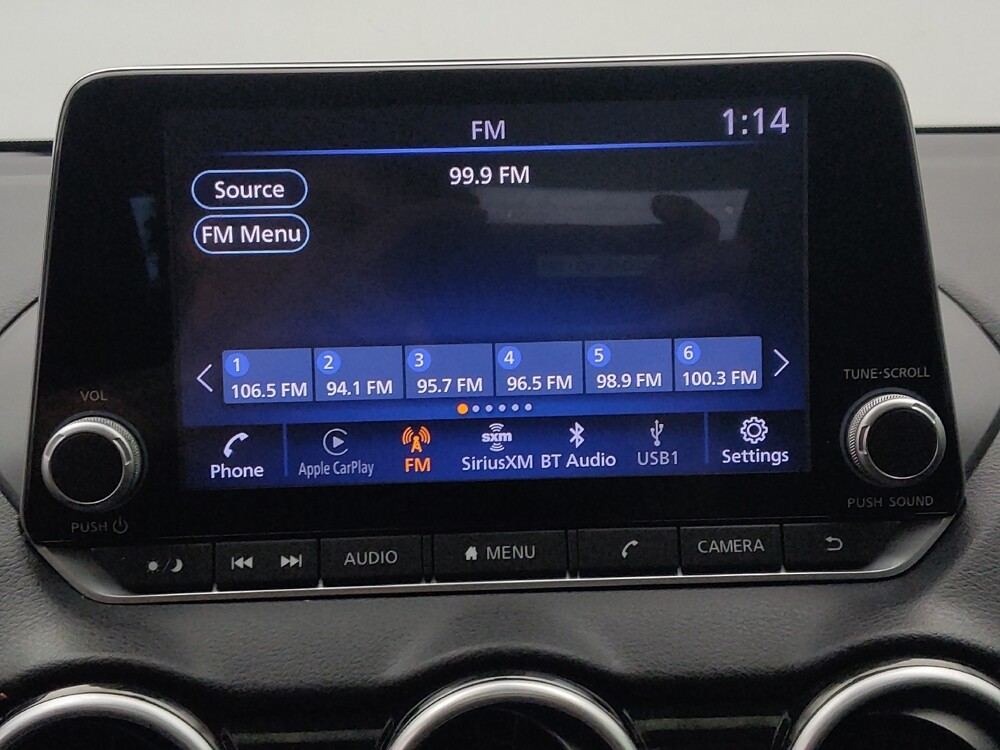 FM
1:14
99.9 FM
Source
FM Menu
1 2 3 4 5 6
106.5 FM 94.1 FM 95.7 FM 96.5 FM 98.9 FM 100.3 FM
VOL
TUNE·SCROLL
sxm
Phone Apple CarPlay FM SiriusXM BT Audio USB1 Settings
PUSH
PUSH SOUND
AUDIO MENU CAMERA